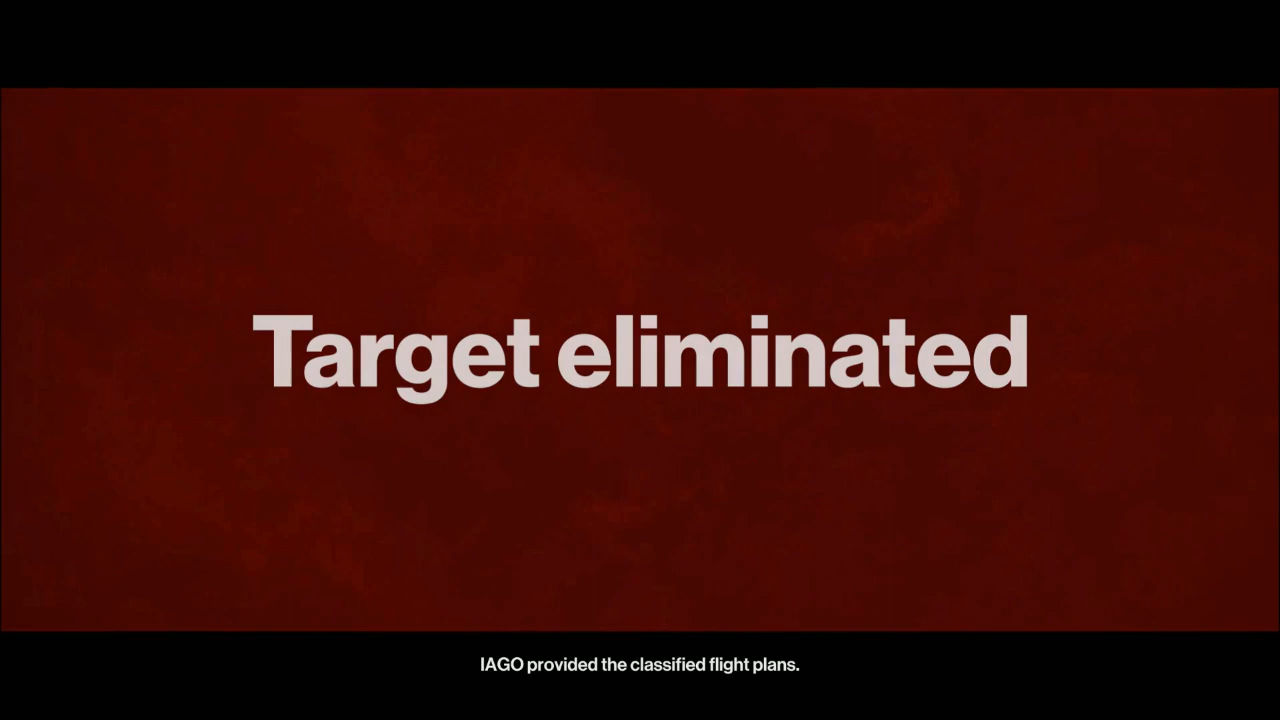 Target eliminated
IAGO provided the classified flight plans.